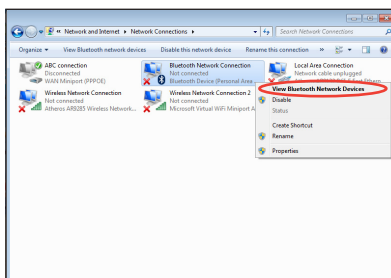 Network and Internet ▸ Network Connections ▸
Search Network Connections
Organize ▾ View Bluetooth network devices Disable this network device Rename this connection »
ABC connection
Disconnected
WAN Miniport (PPPOE)
Bluetooth Network Connection
Not connected
Bluetooth Device (Personal Area...
Local Area Connection
Network cable unplugged
Wireless Network Connection
Not connected
Atheros AR9285 Wireless Network...
Wireless Network Connection 2
Not connected
Microsoft Virtual WiFi Miniport A
View Bluetooth Network Devices
Disable
Status
Create Shortcut
Rename
Properties